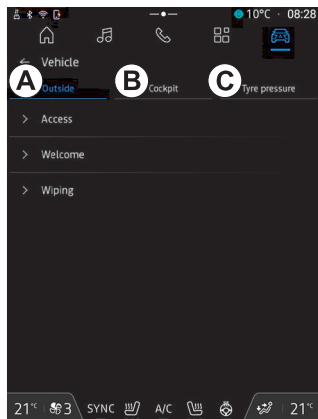 10°C · 08:28
Vehicle
A Outside B Cockpit C Tyre pressure
Access
Welcome
Wiping
21°C 3 SYNC A/C 21°C